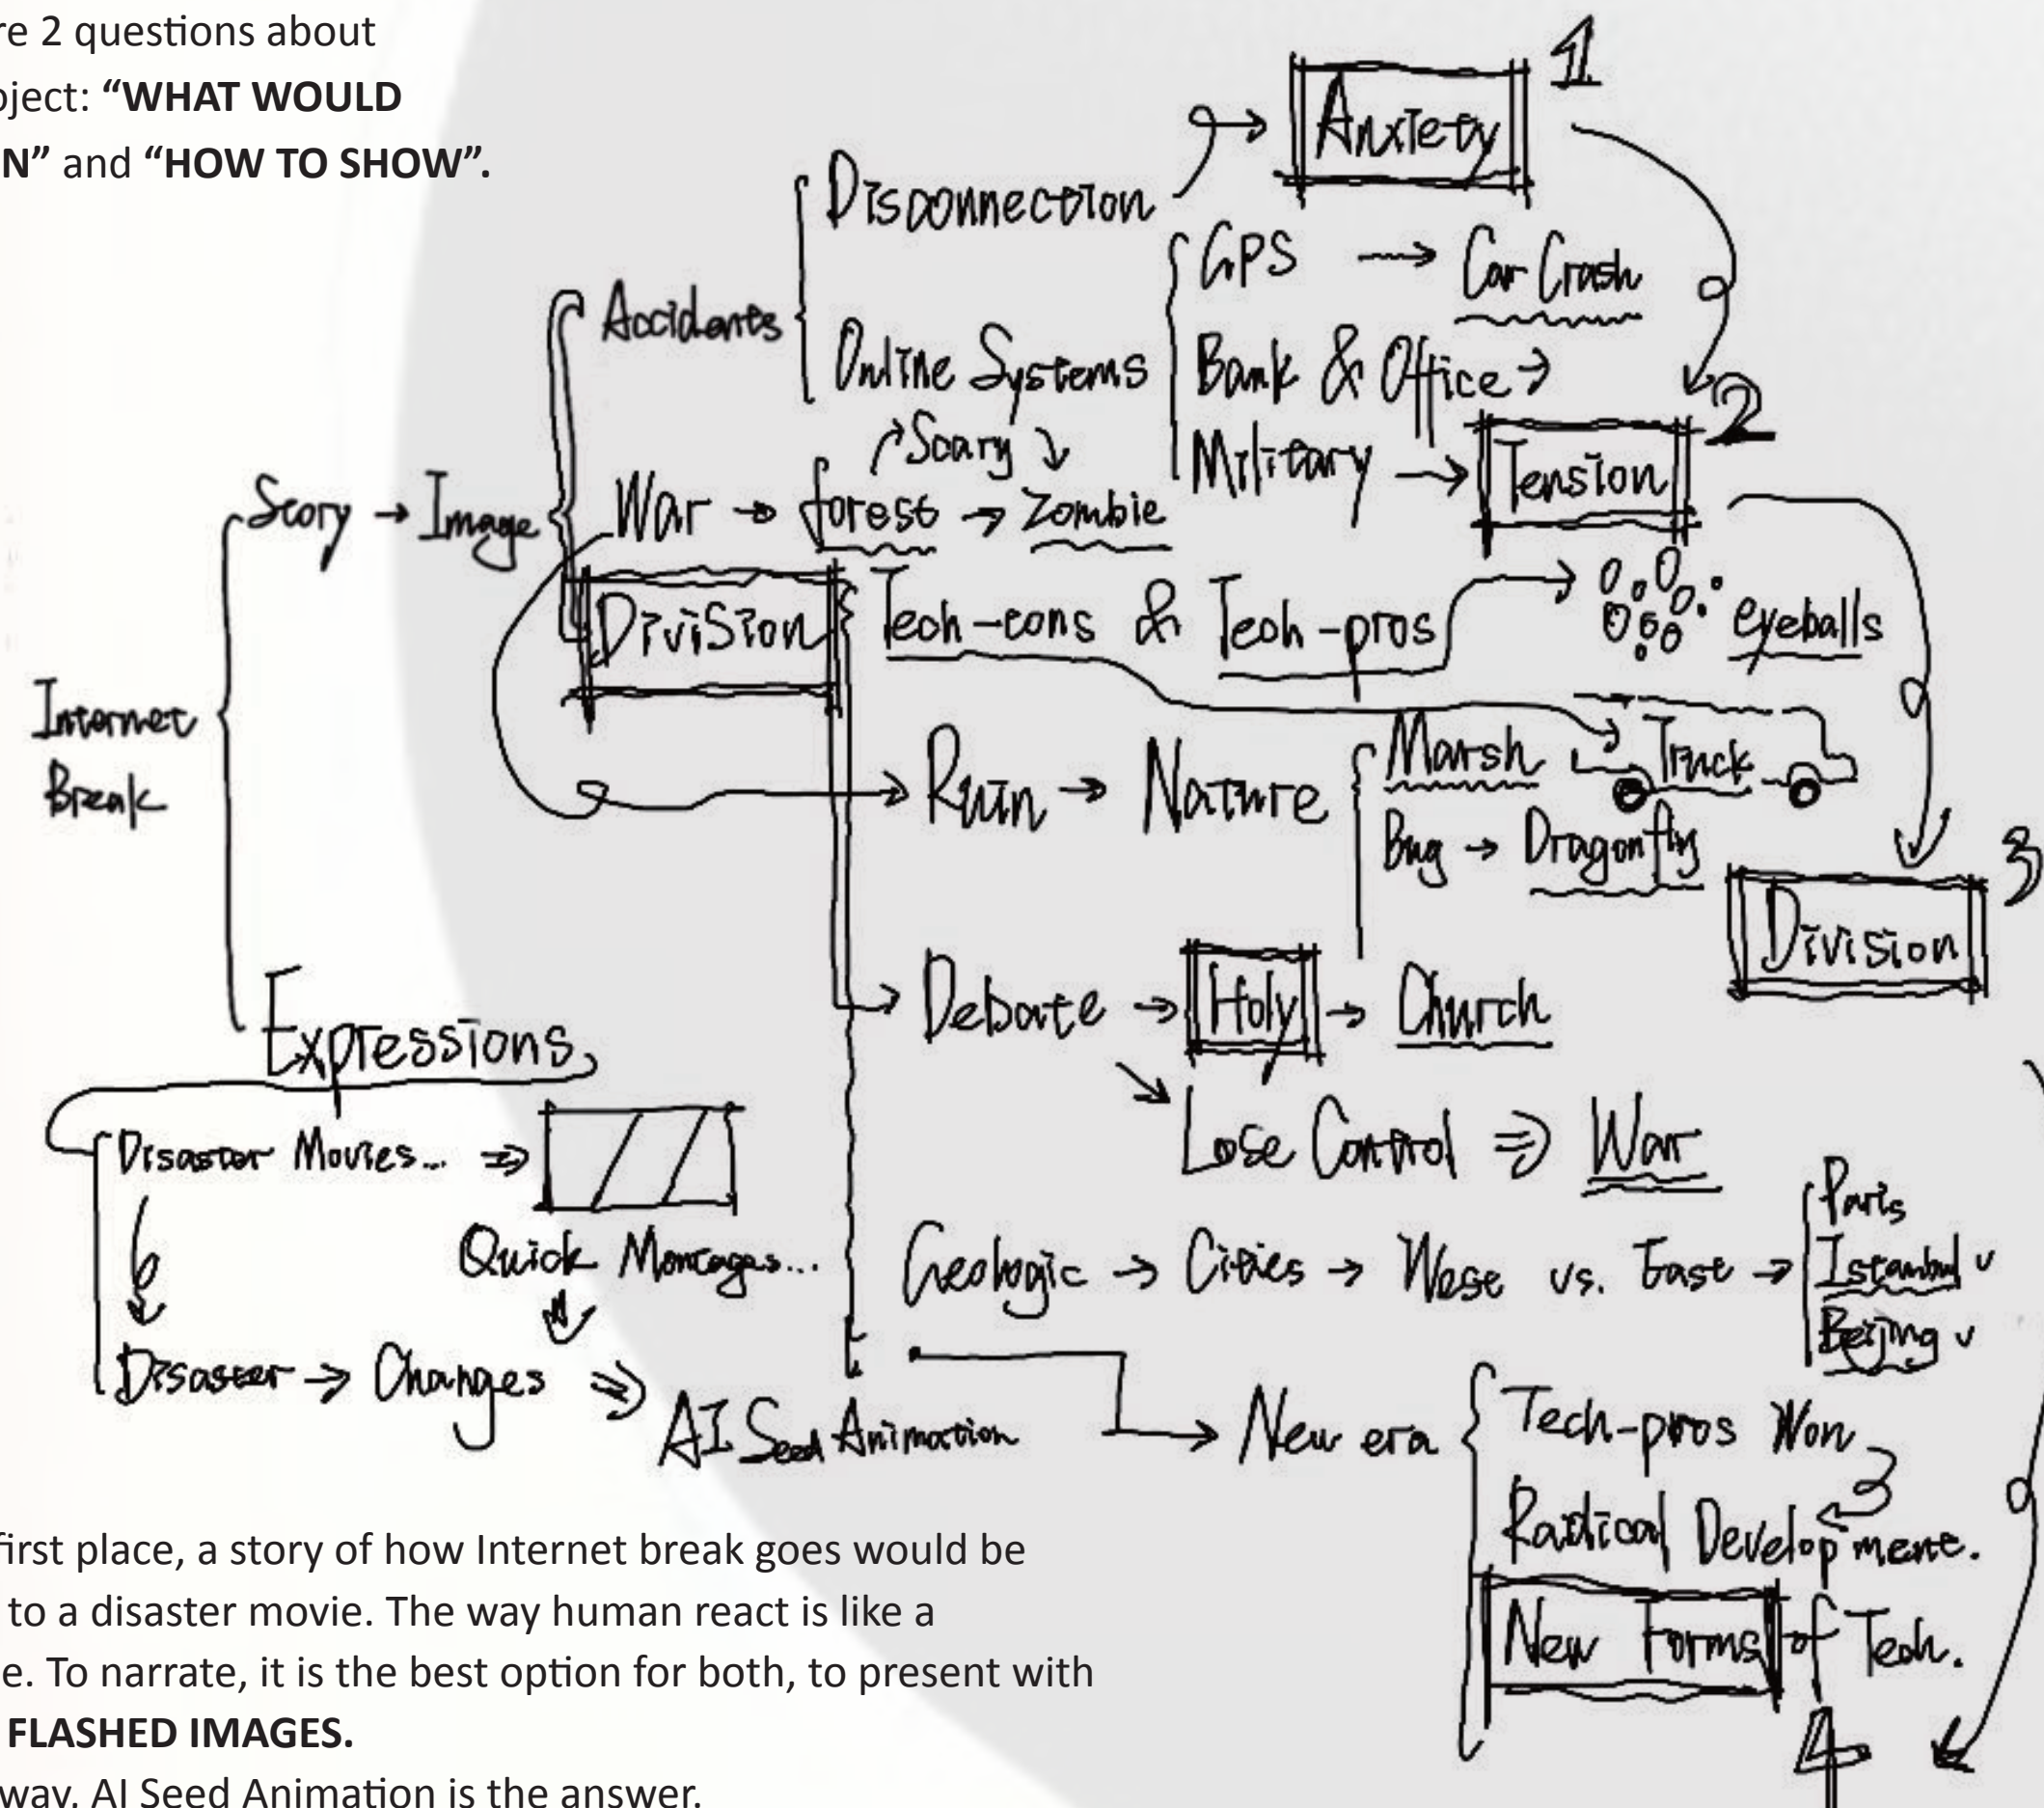 re 2 questions about
oject: “WHAT WOULD
N” and “HOW TO SHOW”.
Internet
Break
Story → Image
Accidents
Disconnection → Anxiety 1
Online Systems
GPS → Car Crash
Bank & Office →
Military → Tension 2
War → forest → Zombie
Scary
Division
Tech-cons & Tech-pros
eyeballs
Truck
Ruin → Nature
Marsh
Bug → Dragonfly
Division 3
Debate → Holy → Church
Lose Control ⇒ War
Geologic → Cities → West vs. East →
Paris
Istanbul ✓
Beijing ✓
New era
Tech-pros Won
Radical Development.
New Forms of Tech.
4
Expressions
Disaster Movies... ⇒
Quick Montages...
Disaster → Changes ⇒ AI Seed Animation
first place, a story of how Internet break goes would be
to a disaster movie. The way human react is like a
e. To narrate, it is the best option for both, to present with
FLASHED IMAGES.
way, AI Seed Animation is the answer.